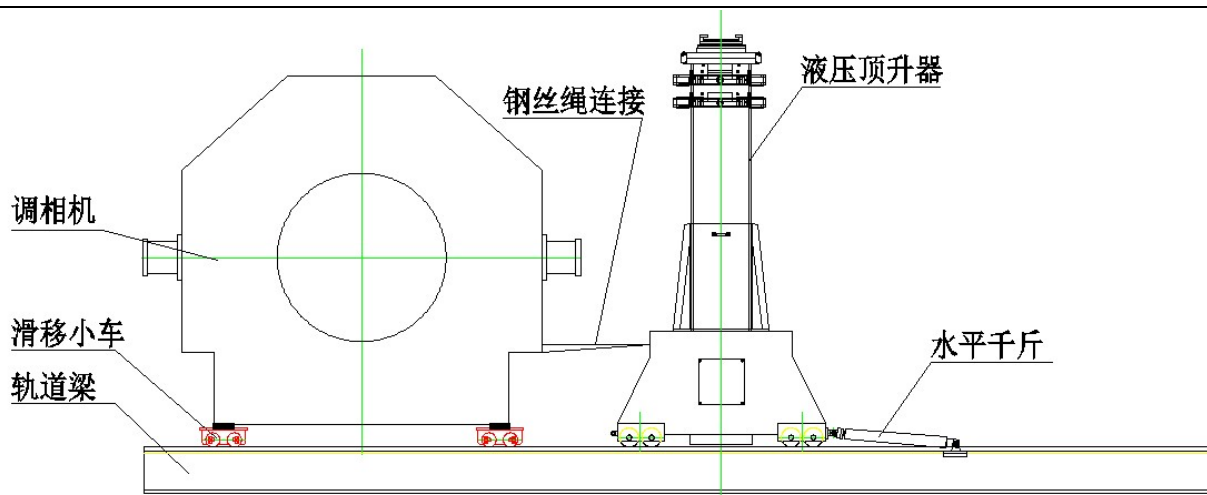 液压顶升器
钢丝绳连接
调相机
滑移小车
水平千斤
轨道梁